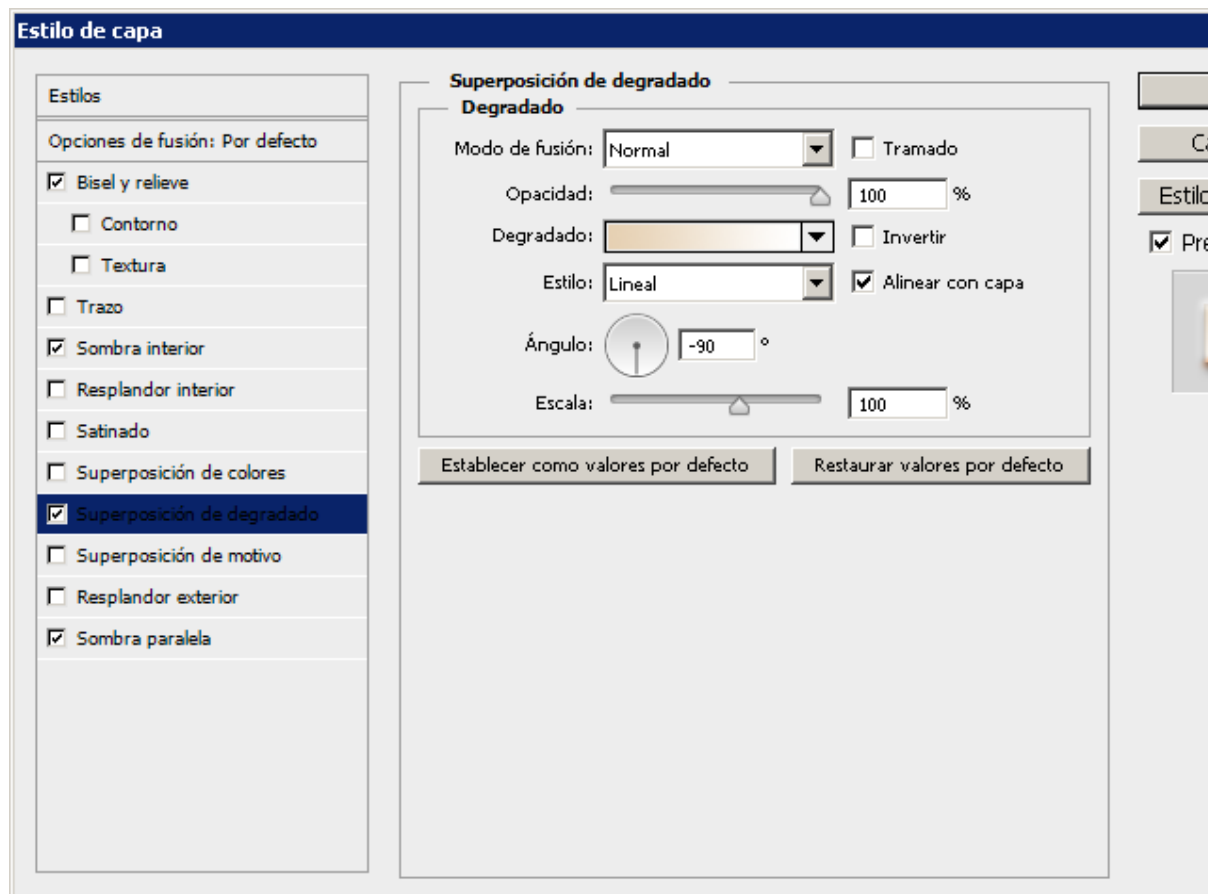 Estilo de capa
Estilos
Opciones de fusión: Por defecto
Bisel y relieve
Contorno
Textura
Trazo
Sombra interior
Resplandor interior
Satinado
Superposición de colores
Superposición de degradado
Superposición de motivo
Resplandor exterior
Sombra paralela
Superposición de degradado
Degradado
Modo de fusión: Normal Tramado
Opacidad: 100 %
Degradado: Invertir
Estilo: Lineal Alinear con capa
Ángulo: -90 °
Escala: 100 %
Establecer como valores por defecto Restaurar valores por defecto